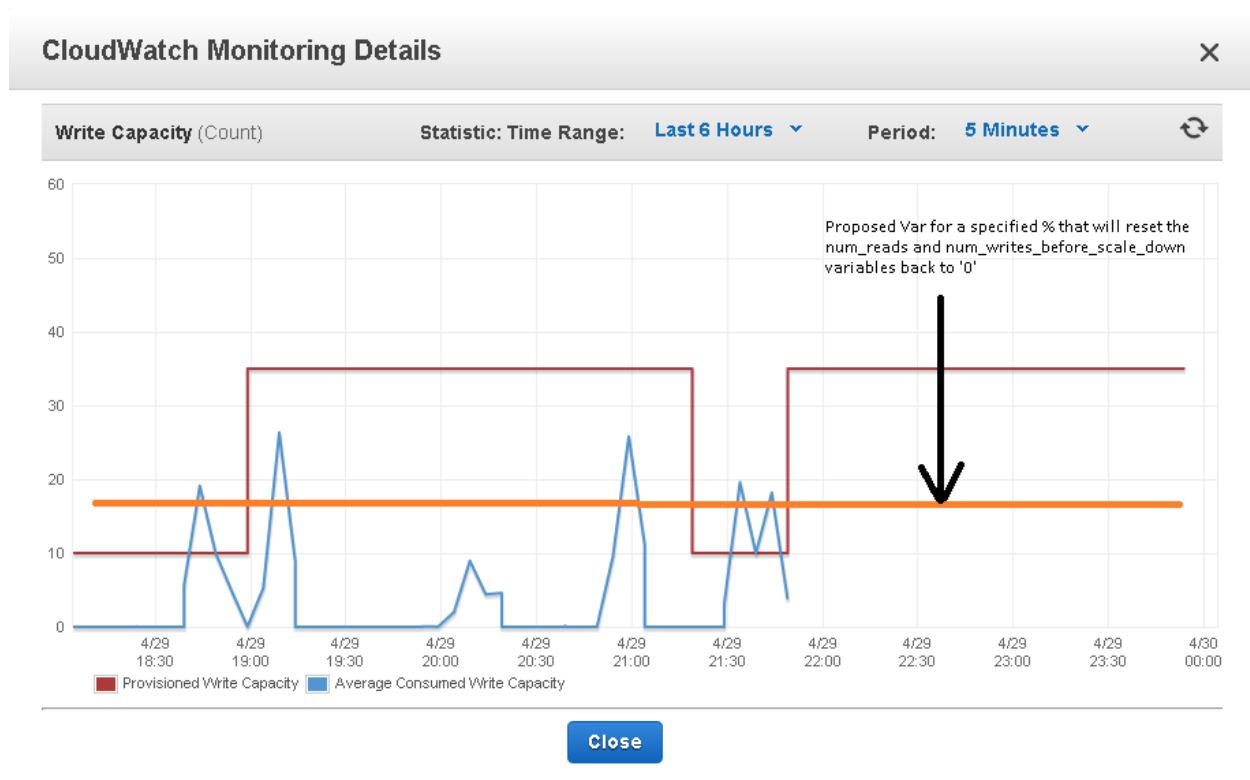 CloudWatch Monitoring Details
Write Capacity (Count) Statistic: Time Range: Last 6 Hours Period: 5 Minutes
60
50
40
30
20
10
0
Proposed Var for a specified % that will reset the
num_reads and num_writes_before_scale_down
variables back to '0'
4/29 4/29 4/29 4/29 4/29 4/29 4/29 4/29 4/29 4/29 4/29 4/30
18:30 19:00 19:30 20:00 20:30 21:00 21:30 22:00 22:30 23:00 23:30 00:00
Provisioned Write Capacity Average Consumed Write Capacity
Close